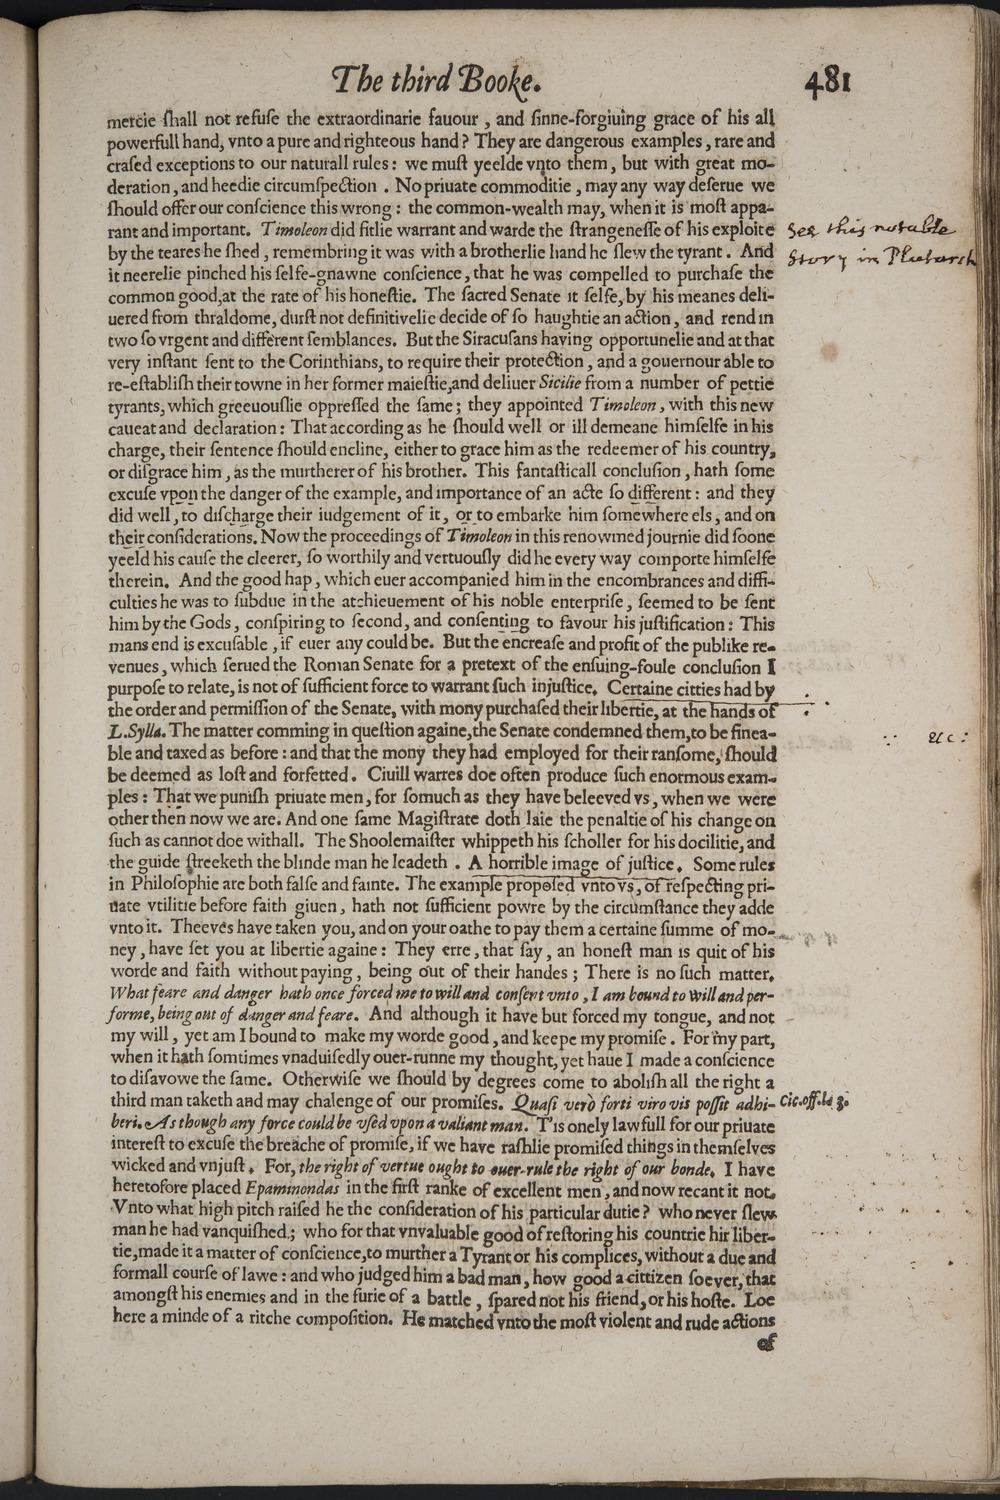 The third Booke. 481
mercie ſhall not refuſe the extraordinarie fauour , and ſinne-forgiuing grace of his all
powerfull hand, vnto a pure and righteous hand? They are dangerous examples, rare and
craſed exceptions to our naturall rules: we muſt yeelde vnto them, but with great mo-
deration, and heedie circumſpection . No priuate commoditie , may any way deſerue we
ſhould offer our conſcience this wrong : the common-wealth may, when it is moſt appa-
rant and important. Timoleon did fitlie warrant and warde the ſtrangeneſſe of his exploite
See this notable
by the teares he ſhed , remembring it was with a brotherlie hand he ſlew the tyrant . And
Story in Plutarch
it neerelie pinched his ſelfe-gnawne conſcience, that he was compelled to purchaſe the
common good,at the rate of his honeſtie. The ſacred Senate it ſelfe, by his meanes deli-
uered from thraldome, durſt not definitivelie decide of ſo haughtie an action , and rend in
two ſo vrgent and different ſemblances. But the Siracuſans having opportunelie and at that
very inſtant ſent to the Corinthians, to require their protection , and a gouernour able to
re-eſtabliſh their towne in her former maieſtie,and deliuer Sicilie from a number of pettie
tyrants, which greeuouſlie oppreſſed the ſame; they appointed Timoleon, with this new
caueat and declaration: That according as he ſhould well or ill demeane himſelfe in his
charge, their ſentence ſhould encline, either to grace him as the redeemer of his country,
or diſgrace him , as the murtherer of his brother. This fantaſticall concluſion , hath ſome
excuſe vpon the danger of the example, and importance of an acte ſo different : and they
did well , to diſcharge their iudgement of it, or to embarke him ſomewhere els, and on
their conſiderations. Now the proceedings of Timoleon in this renowmed journie did ſoone
yeeld his cauſe the cleerer, ſo worthily and vertuouſly did he every way comporte himſelfe
therein. And the good hap , which euer accompanied him in the encombrances and diffi-
culties he was to ſubdue in the atchieuement of his noble enterpriſe, ſeemed to be ſent
him by the Gods, conſpiring to ſecond, and conſenting to favour his juſtification: This
mans end is excuſable , if euer any could be. But the encreaſe and profit of the publike re-
venues, which ſerued the Roman Senate for a pretext of the enſuing-foule concluſion I
purpoſe to relate, is not of ſufficient force to warrant ſuch injuſtice. Certaine citties had by
the order and permiſſion of the Senate, with mony purchaſed their libertie, at the hands of
L.Sylla. The matter comming in queſtion againe,the Senate condemned them,to be finea-
&c :
ble and taxed as before : and that the mony they had employed for their ranſome, ſhould
be deemed as loſt and forfetted . Ciuill warres doe often produce ſuch enormous exam-
ples : That we puniſh priuate men, for ſomuch as they have beleeved vs, when we were
other then now we are. And one ſame Magiſtrate doth laie the penaltie of his change on
ſuch as cannot doe withall. The Shoolemaiſter whippeth his ſcholler for his docilitie, and
the guide ſtreeketh the blinde man he leadeth . A horrible image of juſtice. Some rules
in Philoſophie are both falſe and fainte. The example propoſed vnto vs, of reſpecting pri-
uate vtilitie before faith giuen, hath not ſufficient powre by the circumſtance they adde
vnto it. Theeves have taken you, and on your oathe to pay them a certaine ſumme of mo-
ney, have ſet you at libertie againe: They erre, that ſay, an honeſt man is quit of his
worde and faith without paying, being out of their handes ; There is no ſuch matter.
What feare and danger hath once forced me to will and conſent vnto , I am bound to will and per-
forme, being out of danger and feare. And although it have but forced my tongue, and not
my will , yet am I bound to make my worde good , and keepe my promiſe . For my part,
when it hath ſomtimes vnaduiſedly ouer-runne my thought, yet haue I made a conſcience
to diſavowe the ſame. Otherwiſe we ſhould by degrees come to aboliſh all the right a
third man taketh and may chalenge of our promiſes. Quaſi verò forti viro vis poſſit adhi-
Cic.off.l. 3.
beri. As though any force could be vſed vpon a valiant man. T'is onely lawfull for our priuate
intereſt to excuſe the breache of promiſe, if we have raſhlie promiſed things in themſelves
wicked and vnjuſt. For, the right of vertue ought to ouer-rule the right of our bonde. I have
heretofore placed Epaminondas in the firſt ranke of excellent men , and now recant it not.
Vnto what high pitch raiſed he the conſideration of his particular dutie? who never ſlew
man he had vanquiſhed; who for that vnvaluable good of reſtoring his countrie hir liber-
tie,made it a matter of conſcience,to murther a Tyrant or his complices, without a due and
formall courſe of lawe : and who judged him a bad man , how good a cittizen ſoever, that
amongſt his enemies and in the furie of a battle , ſpared not his friend, or his hoſte. Loe
here a minde of a ritche compoſition. He matched vnto the moſt violent and rude actions
of